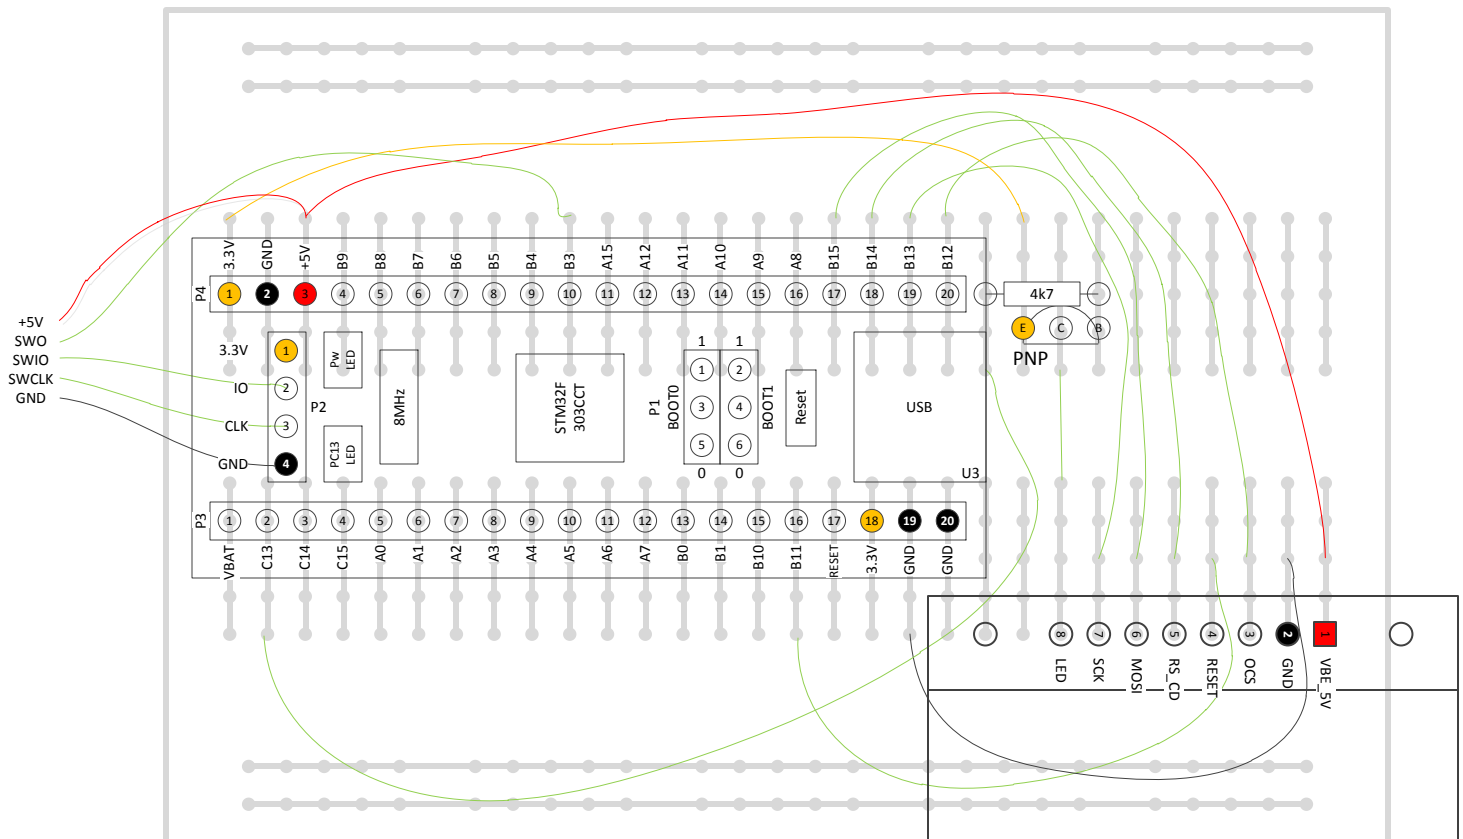 3.3V
GND
+5V
B9
B8
B7
B6
B5
B4
B3
A15
A12
A11
A10
A9
A8
B15
B14
B13
B12
P4
1
2
3
4
5
6
7
8
9
10
11
12
13
14
15
16
17
18
19
20
4k7
E
C
B
PNP
+5V
SWO
SWIO
SWCLK
GND
3.3V
IO
CLK
GND
1
2
3
4
P2
Pw
LED
PC13
LED
8MHz
STM32F
303CCT
P1
BOOT0
1
1
1
2
3
4
5
6
0
0
BOOT1
Reset
USB
U3
P3
1
2
3
4
5
6
7
8
9
10
11
12
13
14
15
16
17
18
19
20
VBAT
C13
C14
C15
A0
A1
A2
A3
A4
A5
A6
A7
B0
B1
B10
B11
RESET
3.3V
GND
GND
8
7
6
5
4
3
2
1
LED
SCK
MOSI
RS_CD
RESET
OCS
GND
VBE_5V